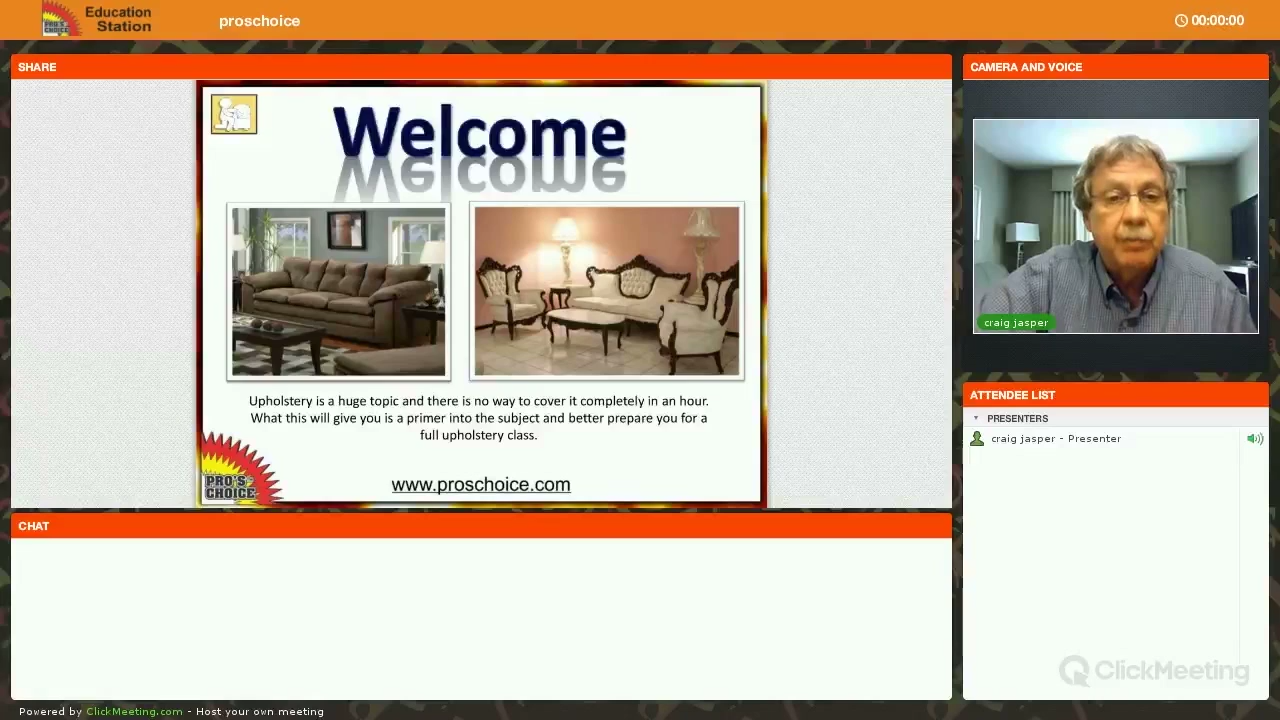 Education
Station
PRO'S
CHOICE
proschoice
00:00:00
SHARE
Welcome
Upholstery is a huge topic and there is no way to cover it completely in an hour.
What this will give you is a primer into the subject and better prepare you for a
full upholstery class.
PRO'S
CHOICE
www.proschoice.com
CAMERA AND VOICE
craig jasper
ATTENDEE LIST
PRESENTERS
craig jasper - Presenter
CHAT
ClickMeeting
Powered by ClickMeeting.com - Host your own meeting